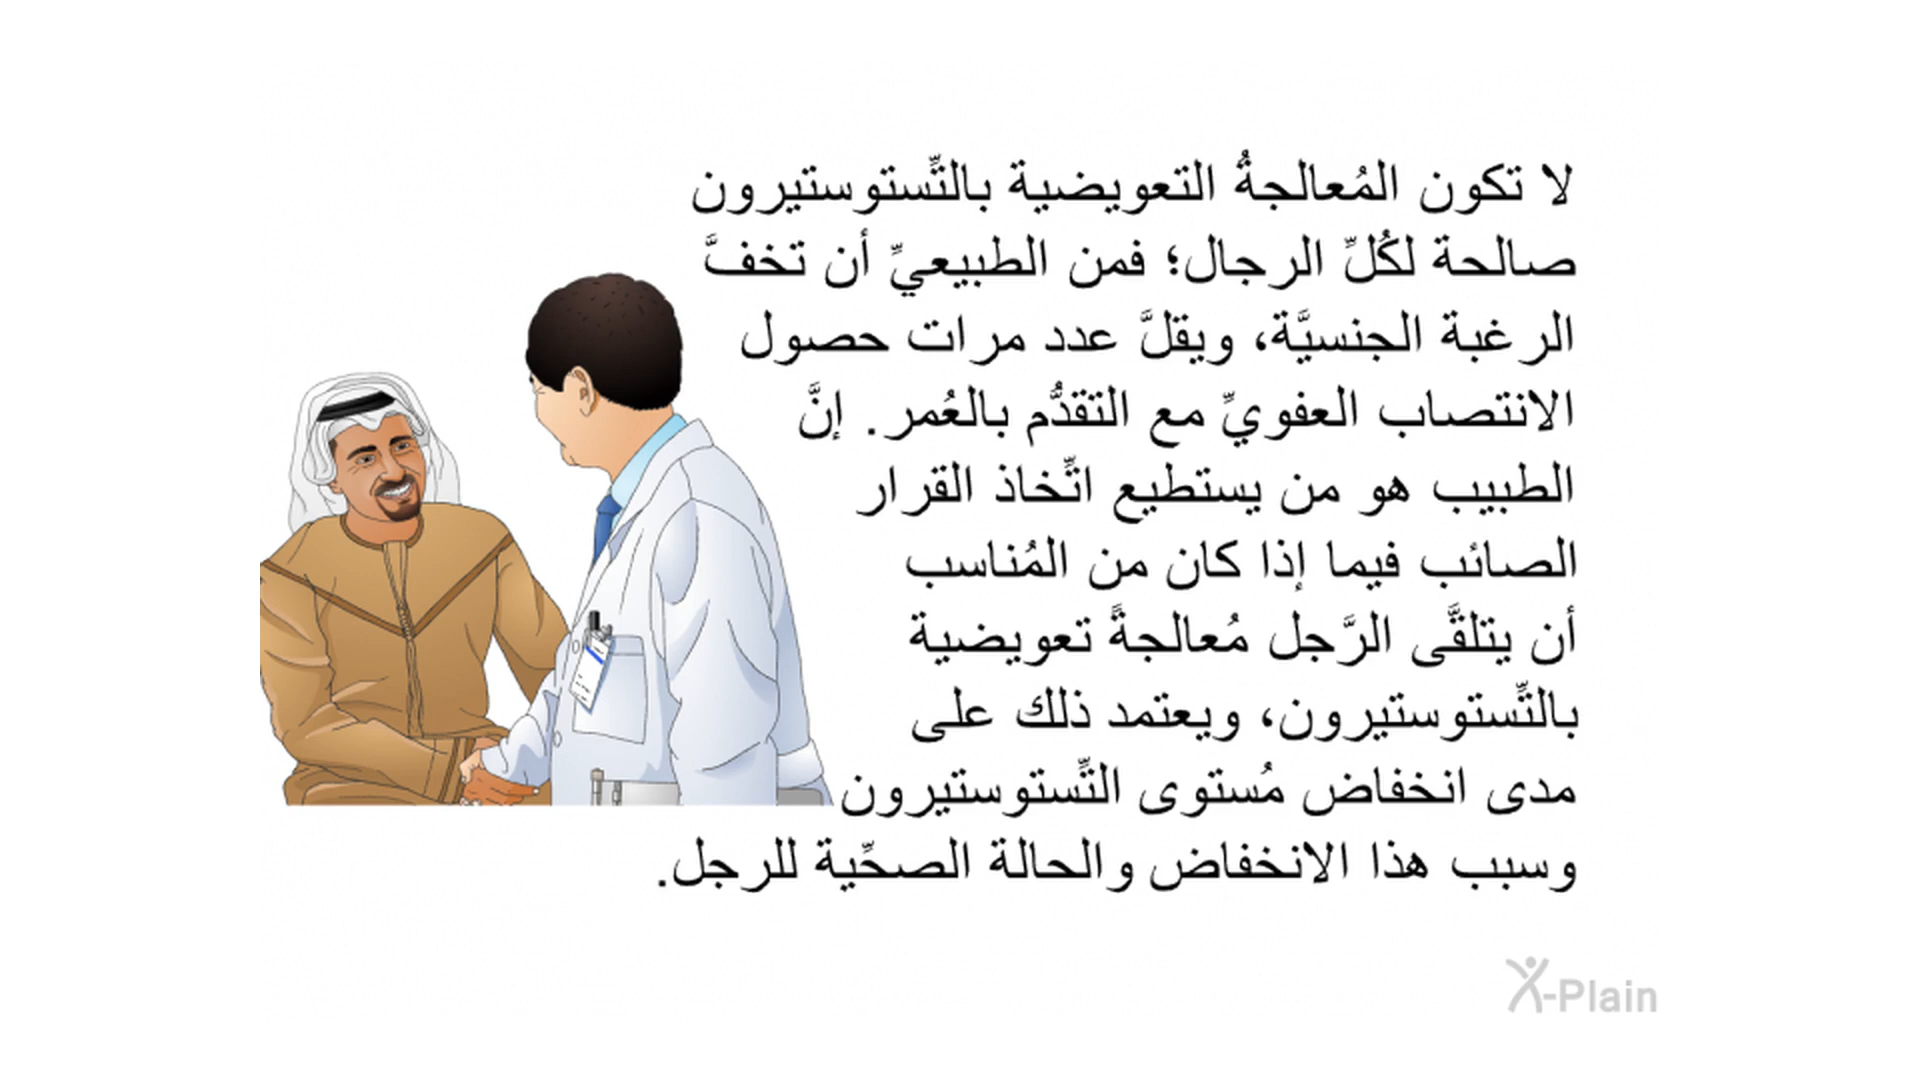 لا تكون المُعالجةُ التعويضية بالتِّستوستيرون
صالحة لكُلِّ الرجال؛ فمن الطبيعيِّ أن تخفَّ
الرغبة الجنسيَّة، ويقلَّ عدد مرات حصول
الانتصاب العفويِّ مع التقدُّم بالعُمر. إنَّ
الطبيب هو من يستطيع اتِّخاذ القرار
الصائب فيما إذا كان من المُناسب
أن يتلقَّى الرَّجل مُعالجةً تعويضية
بالتِّستوستيرون، ويعتمد ذلك على
مدى انخفاض مُستوى التِّستوستيرون
وسبب هذا الانخفاض والحالة الصحِّية للرجل.
X-Plain